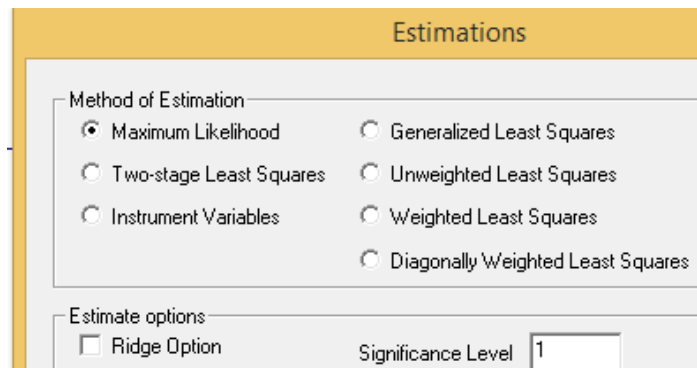 Estimations
Method of Estimation
Maximum Likelihood
Generalized Least Squares
Two-stage Least Squares
Unweighted Least Squares
Instrument Variables
Weighted Least Squares
Diagonally Weighted Least Squares
Estimate options
Ridge Option
Significance Level 1